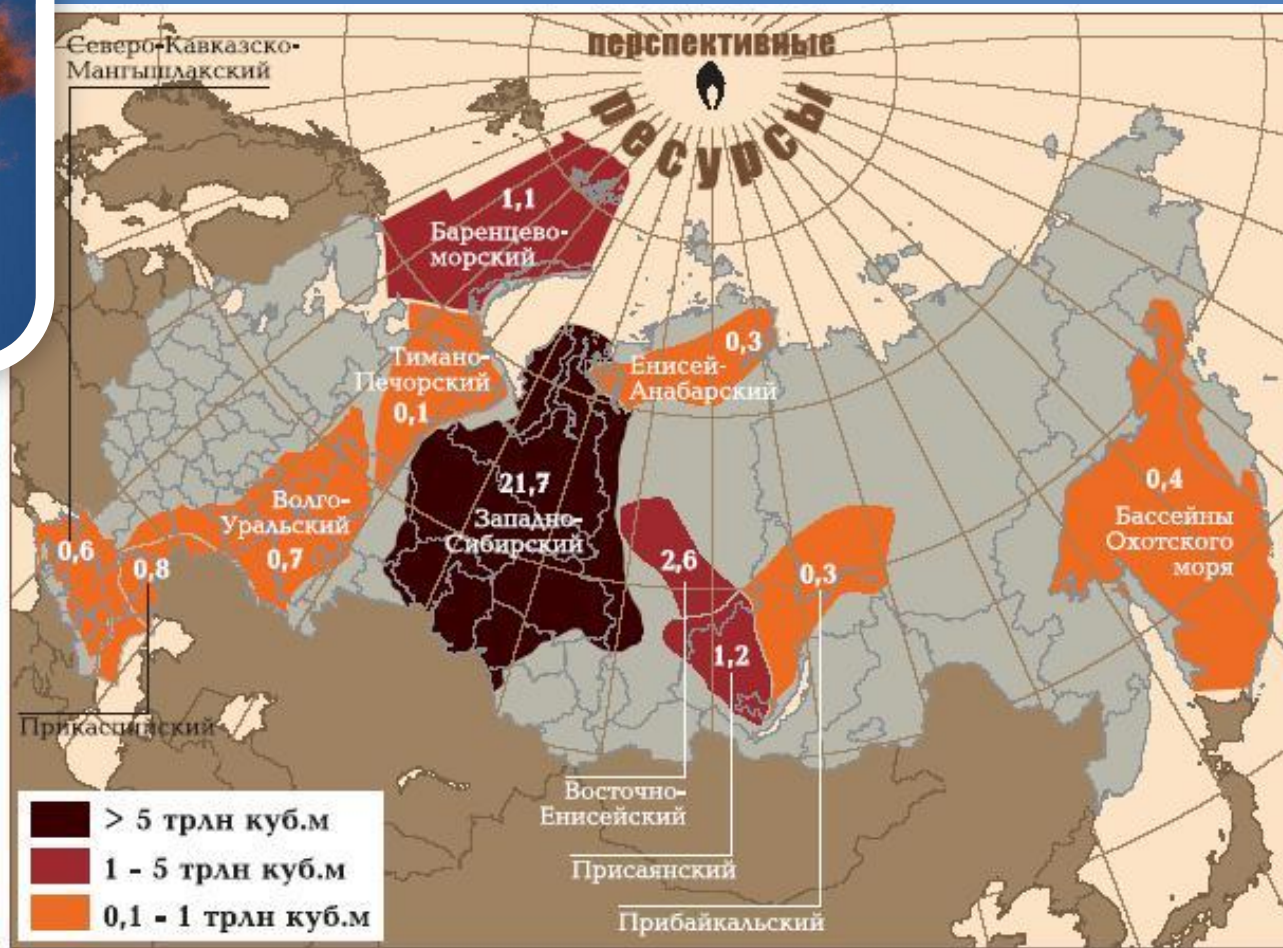 перспективные
ресурсы
Северо-Кавказско-
Мангышлакский
1,1
Баренцево-
морский
Тимано-
Печорский
0,1
0,3
Енисей-
Анабарский
21,7
Западно-
Сибирский
Волго-
Уральский
0,7
0,6
0,8
2,6
0,3
1,2
0,4
Бассейны
Охотского
моря
Прикаспийский
Восточно-
Енисейский
Присаянский
Прибайкальский
> 5 трлн куб.м
1 - 5 трлн куб.м
0,1 - 1 трлн куб.м